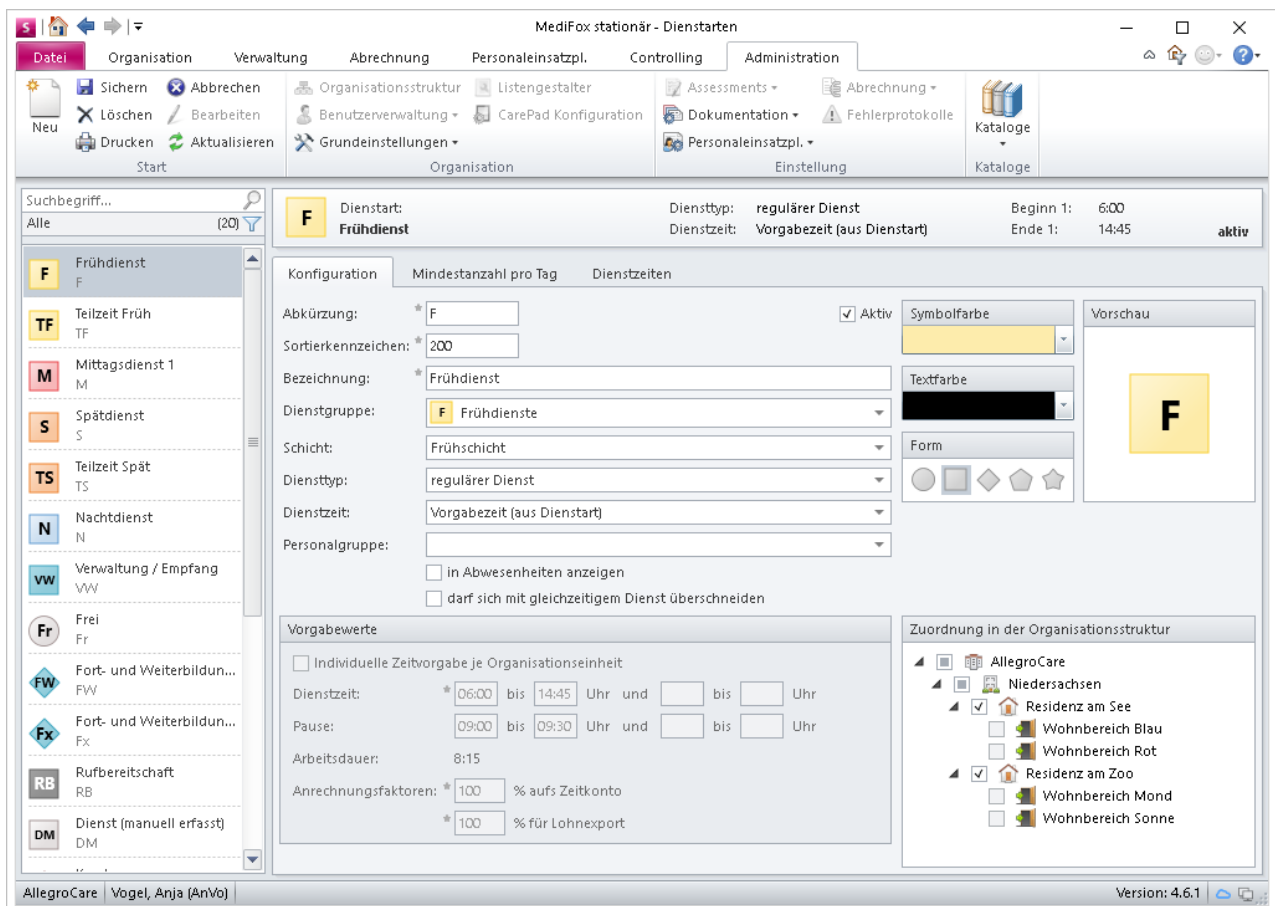 S
MediFox stationär - Dienstarten
Datei Organisation Verwaltung Abrechnung Personaleinsatzpl. Controlling Administration
Neu
Sichern Abbrechen
Löschen Bearbeiten
Drucken Aktualisieren
Start
Organisationsstruktur Listengestalter
Benutzerverwaltung CarePad Konfiguration
Grundeinstellungen
Organisation
Assessments Abrechnung
Dokumentation Fehlerprotokolle
Personaleinsatzpl.
Einstellung
Kataloge
Kataloge
Suchbegriff...
Alle (20)
F Frühdienst
F
TF Teilzeit Früh
TF
M Mittagsdienst 1
M
S Spätdienst
S
TS Teilzeit Spät
TS
N Nachtdienst
N
VW Verwaltung / Empfang
VW
Fr Frei
Fr
FW Fort- und Weiterbildun...
FW
Fx Fort- und Weiterbildun...
Fx
RB Rufbereitschaft
RB
DM Dienst (manuell erfasst)
DM
F
Dienstart: Diensttyp: regulärer Dienst Beginn 1: 6:00
Frühdienst Dienstzeit: Vorgabezeit (aus Dienstart) Ende 1: 14:45 aktiv
Konfiguration Mindestanzahl pro Tag Dienstzeiten
Abkürzung: * F Aktiv
Sortierkennzeichen: * 200
Bezeichnung: * Frühdienst
Dienstgruppe: F Frühdienste
Schicht: Frühschicht
Diensttyp: regulärer Dienst
Dienstzeit: Vorgabezeit (aus Dienstart)
Personalgruppe:
in Abwesenheiten anzeigen
darf sich mit gleichzeitigem Dienst überschneiden
Symbolfarbe
Textfarbe
Form
Vorschau
F
Vorgabewerte
Individuelle Zeitvorgabe je Organisationseinheit
Dienstzeit: * 06:00 bis 14:45 Uhr und bis Uhr
Pause: 09:00 bis 09:30 Uhr und bis Uhr
Arbeitsdauer: 8:15
Anrechnungsfaktoren: * 100 % aufs Zeitkonto
* 100 % für Lohnexport
Zuordnung in der Organisationsstruktur
AllegroCare
Niedersachsen
Residenz am See
Wohnbereich Blau
Wohnbereich Rot
Residenz am Zoo
Wohnbereich Mond
Wohnbereich Sonne
AllegroCare Vogel, Anja (AnVo) Version: 4.6.1